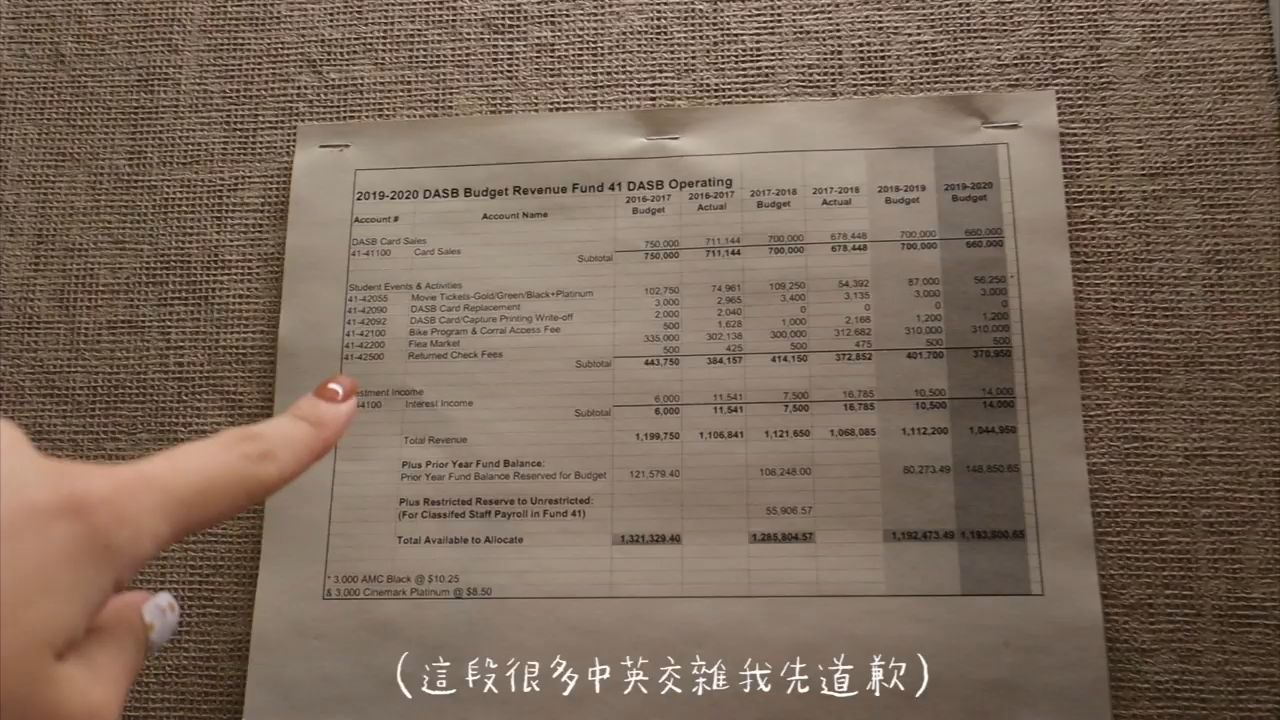 2019-2020 DASB Budget Revenue Fund 41 DASB Operating
Account # Account Name 2016-2017 Budget 2016-2017 Actual 2017-2018 Budget 2017-2018 Actual 2018-2019 Budget 2019-2020 Budget
DASB Card Sales
41-41100 Card Sales 750,000 711,144 700,000 678,448 700,000 660,000
Subtotal 750,000 711,144 700,000 678,448 700,000 660,000
Student Events & Activities
41-42055 Movie Tickets-Gold/Green/Black+Platinum 102,750 74,961 109,250 54,392 87,000 56,250 *
41-42090 DASB Card Replacement 3,000 2,965 3,400 3,135 3,000 3,000
41-42092 DASB Card/Capture Printing Write-off 2,000 2,040 0 0 0 0
41-42100 Bike Program & Corral Access Fee 500 1,628 1,000 2,168 1,200 1,200
41-42200 Flea Market 335,000 302,138 300,000 312,682 310,000 310,000
41-42500 Returned Check Fees 500 425 500 475 500 500
Subtotal 443,750 384,157 414,150 372,852 401,700 370,950
estment Income
4100 Interest Income 6,000 11,541 7,500 16,785 10,500 14,000
Subtotal 6,000 11,541 7,500 16,785 10,500 14,000
Total Revenue 1,199,750 1,106,841 1,121,650 1,068,085 1,112,200 1,044,950
Plus Prior Year Fund Balance:
Prior Year Fund Balance Reserved for Budget 121,579.40 108,248.00 80,273.49 148,850.65
Plus Restricted Reserve to Unrestricted:
(For Classifed Staff Payroll in Fund 41) 55,906.57
Total Available to Allocate 1,321,329.40 1,285,804.57 1,192,473.49 1,193,800.65
* 3,000 AMC Black @ $10.25
& 3,000 Cinemark Platinum @ $8.50
(這段很多中英交雜我先道歉)